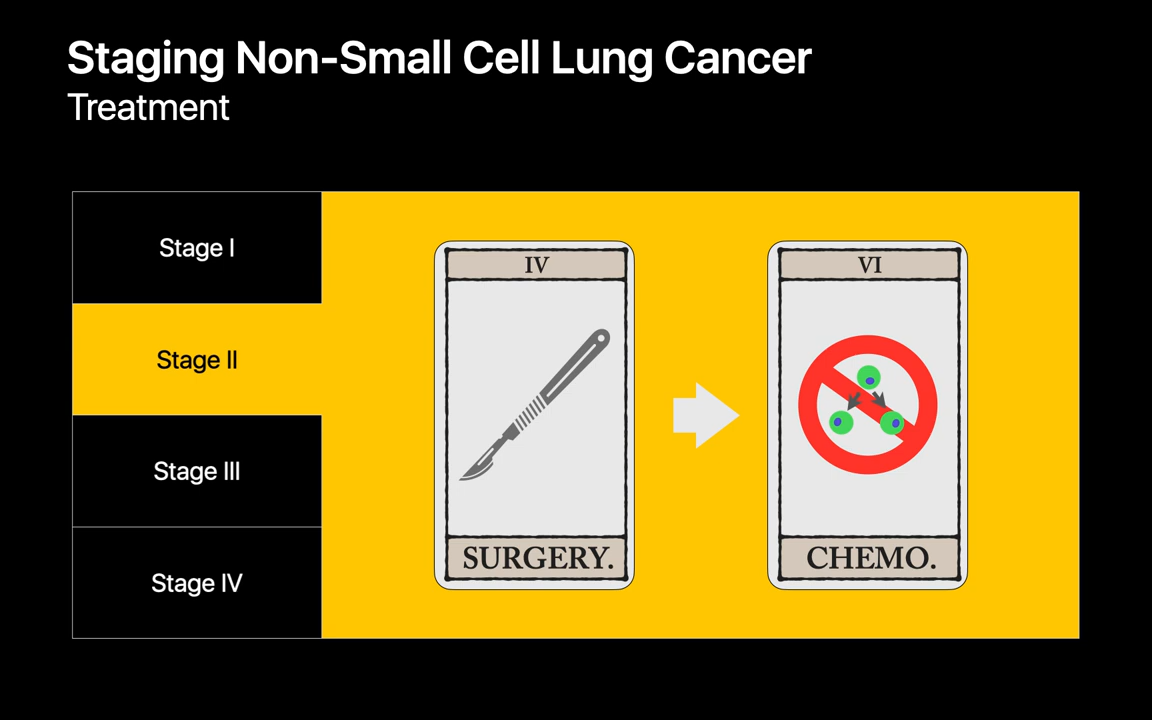 Staging Non-Small Cell Lung Cancer
Treatment
Stage I
Stage II
Stage III
Stage IV
IV
SURGERY.
VI
CHEMO.